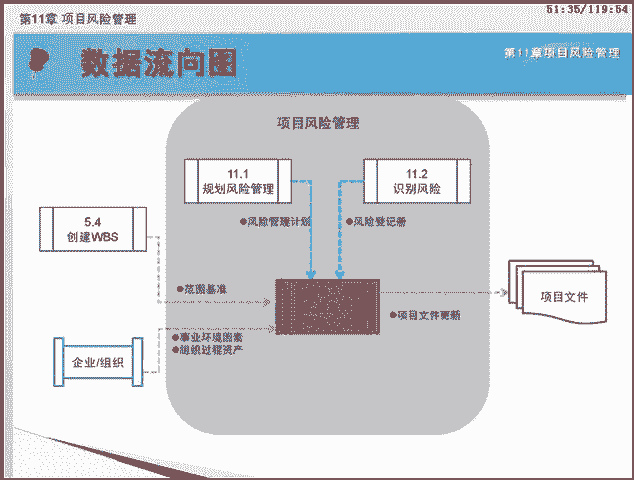 第11章 项目风险管理
51:35/119:54
数据流向图
第11章项目风险管理
项目风险管理
11.1
规划风险管理
11.2
识别风险
●风险管理计划
●风险登记册
5.4
创建WBS
●范围基准
●事业环境因素
●组织过程资产
企业/组织
●项目文件更新
项目文件